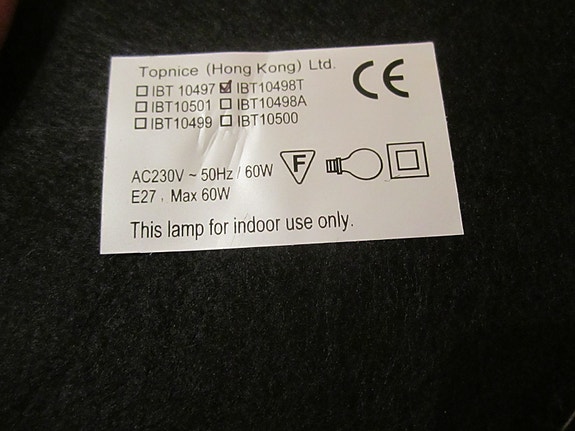 Topnice (Hong Kong) Ltd.
☐ IBT 10497 ☑ IBT10498T
☐ IBT10501 ☐ IBT10498A
☐ IBT10499 ☐ IBT10500
CE
AC230V ~ 50Hz / 60W
F
E27 , Max 60W
This lamp for indoor use only.